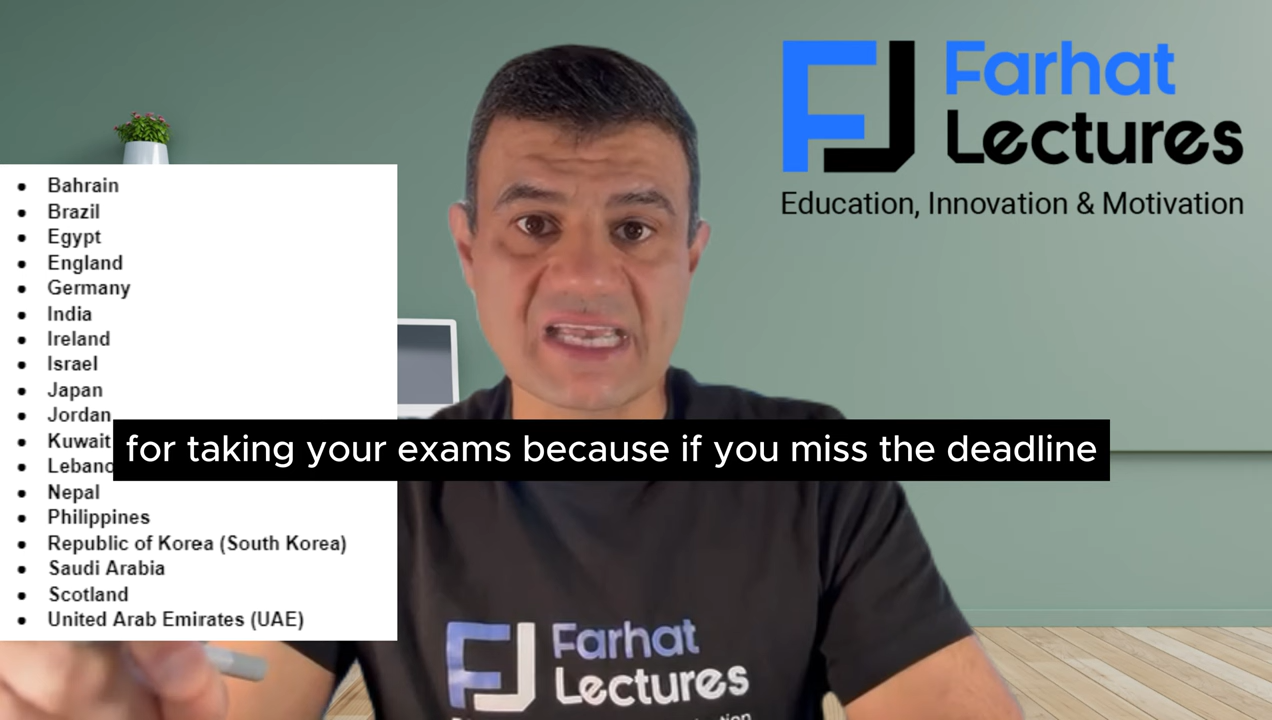 Farhat
Lectures
Education, Innovation & Motivation
Bahrain
Brazil
Egypt
England
Germany
India
Ireland
Israel
Japan
Jordan
Kuwait
Nepal
Philippines
Republic of Korea (South Korea)
Saudi Arabia
Scotland
United Arab Emirates (UAE)
for taking your exams because if you miss the deadline
Farhat
Lectures